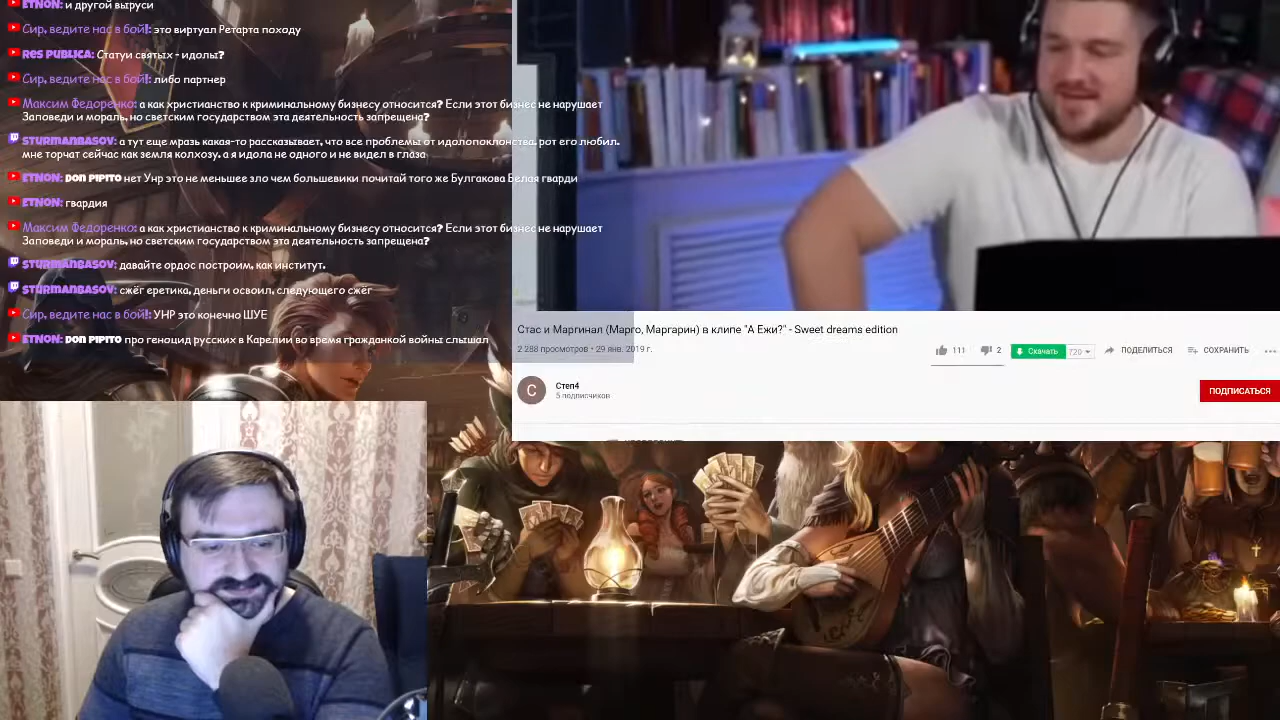 ETNON: и другой выруси
Сир, ведите нас в бой!: это виртуал Ретарта походу
Res Publica: Статуи святых - идолы?
Сир, ведите нас в бой!: либо партнер
Максим Федоренко: а как христианство к криминальному бизнесу относится? Если этот бизнес не нарушает
Заповеди и мораль, но светским государством эта деятельность запрещена?
SturmanBasov: а тут еще мразь какая-то рассказывает, что все проблемы от идолопоклонства. рот его любил.
мне торчат сейчас как земля колхозу. а я идола не одного и не видел в глаза
ETNON: DON PIPITO нет Унр это не меньшее зло чем большевики почитай того же Булгакова Белая гварди
ETNON: гвардия
Максим Федоренко: а как христианство к криминальному бизнесу относится? Если этот бизнес не нарушает
Заповеди и мораль, но светским государством эта деятельность запрещена?
SturmanBasov: давайте ордос построим, как институт.
SturmanBasov: сжёг еретика, деньги освоил, следующего сжёг
Сир, ведите нас в бой!: УНР это конечно ШУЕ
ETNON: DON PIPITO про геноцид русских в Карелии во время гражданкой войны слышал
Стас и Маргинал (Марго, Маргарин) в клипе "А Ежи?" - Sweet dreams edition
2 288 просмотров • 29 янв. 2019 г.
111
2
Скачать
720
ПОДЕЛИТЬСЯ
СОХРАНИТЬ
С
Степ4
5 подписчиков
ПОДПИСАТЬСЯ